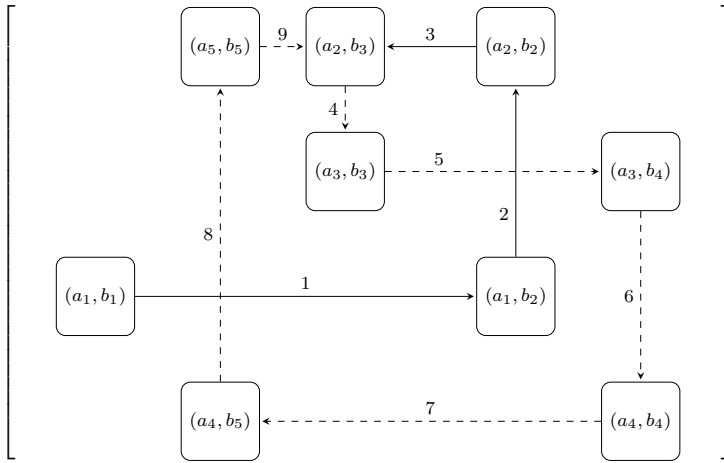 (a₅, b₅) 9 (a₂, b₃) 3 (a₂, b₂)
4
(a₃, b₃) 5 (a₃, b₄)
2
8
(a₁, b₁) 1 (a₁, b₂) 6
(a₄, b₅) 7 (a₄, b₄)